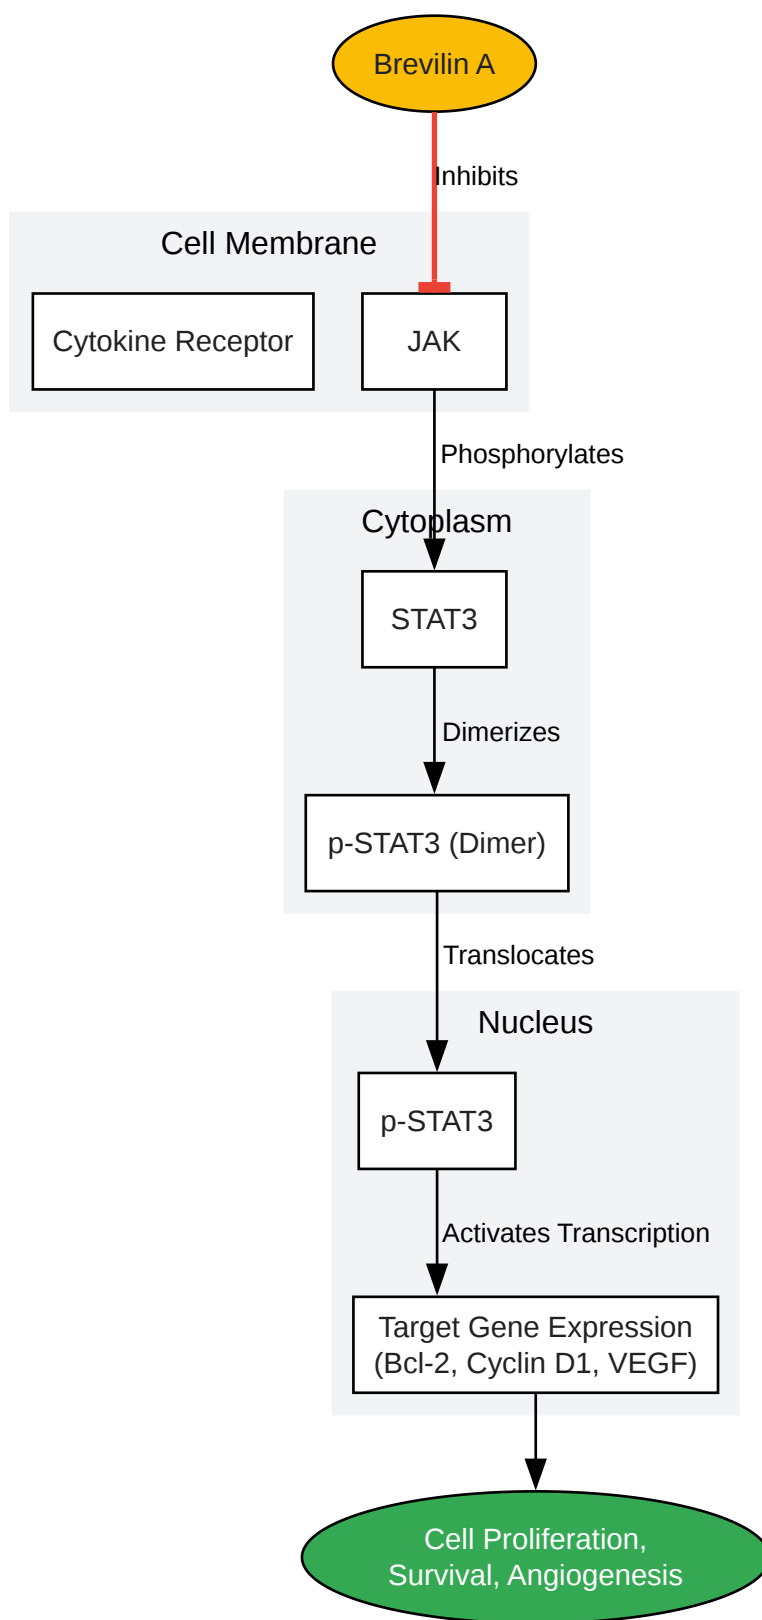 Brevilin A
Inhibits
Cell Membrane
Cytokine Receptor
JAK
Phosphorylates
Cytoplasm
STAT3
Dimerizes
p-STAT3 (Dimer)
Translocates
Nucleus
p-STAT3
Activates Transcription
Target Gene Expression
(Bcl-2, Cyclin D1, VEGF)
Cell Proliferation,
Survival, Angiogenesis